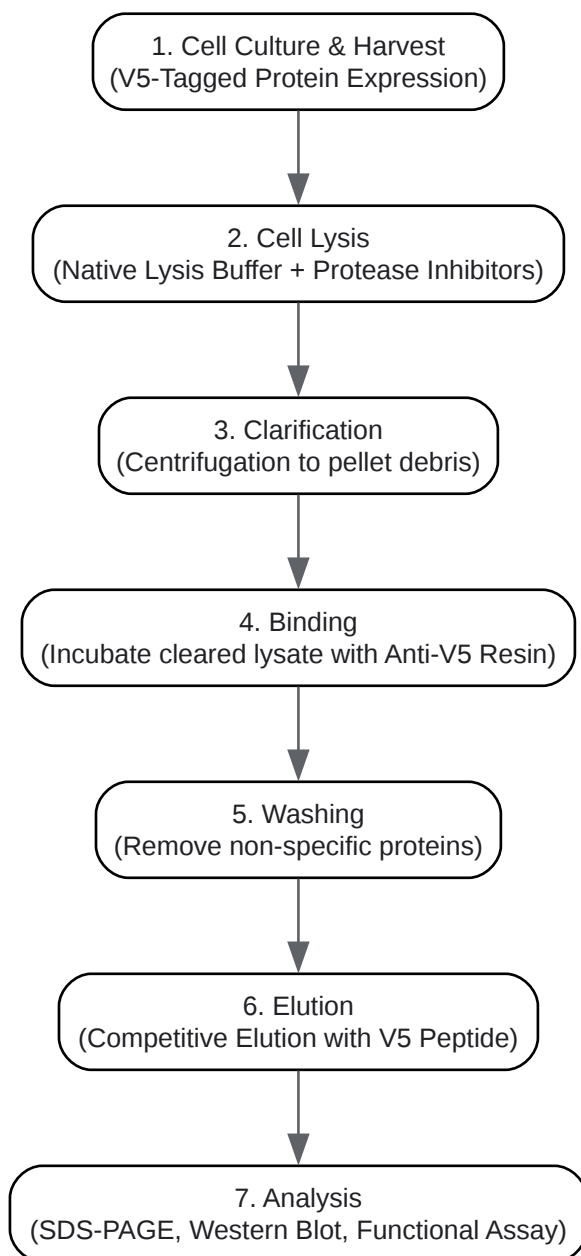 1. Cell Culture & Harvest
(V5-Tagged Protein Expression)
2. Cell Lysis
(Native Lysis Buffer + Protease Inhibitors)
3. Clarification
(Centrifugation to pellet debris)
4. Binding
(Incubate cleared lysate with Anti-V5 Resin)
5. Washing
(Remove non-specific proteins)
6. Elution
(Competitive Elution with V5 Peptide)
7. Analysis
(SDS-PAGE, Western Blot, Functional Assay)